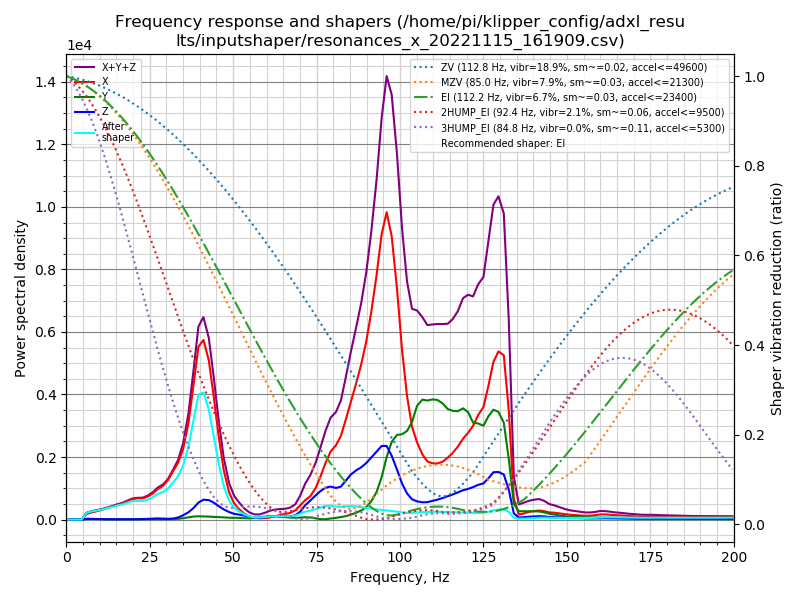 Frequency response and shapers (/home/pi/klipper_config/adxl_resu
lts/inputshaper/resonances_x_20221115_161909.csv)
1e4
X+Y+Z
X
Y
Z
After
shaper
ZV (112.8 Hz, vibr=18.9%, sm~=0.02, accel<=49600)
MZV (85.0 Hz, vibr=7.9%, sm~=0.03, accel<=21300)
EI (112.2 Hz, vibr=6.7%, sm~=0.03, accel<=23400)
2HUMP_EI (92.4 Hz, vibr=2.1%, sm~=0.06, accel<=9500)
3HUMP_EI (84.8 Hz, vibr=0.0%, sm~=0.11, accel<=5300)
Recommended shaper: EI
Power spectral density
1.4
1.2
1.0
0.8
0.6
0.4
0.2
0.0
1.0
0.8
0.6
0.4
0.2
0.0
Shaper vibration reduction (ratio)
0 25 50 75 100 125 150 175 200
Frequency, Hz